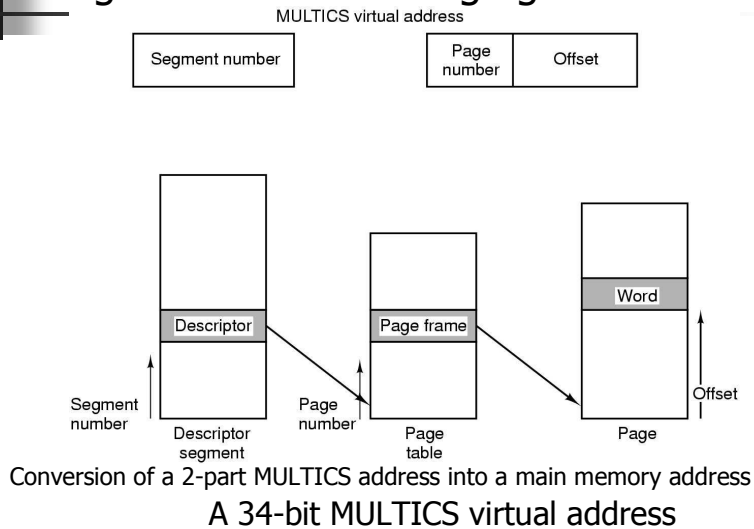 MULTICS virtual address
Segment number
Page
number
Offset
Descriptor
Page frame
Word
Segment
number
Page
number
Offset
Descriptor
segment
Page
table
Page
Conversion of a 2-part MULTICS address into a main memory address
A 34-bit MULTICS virtual address